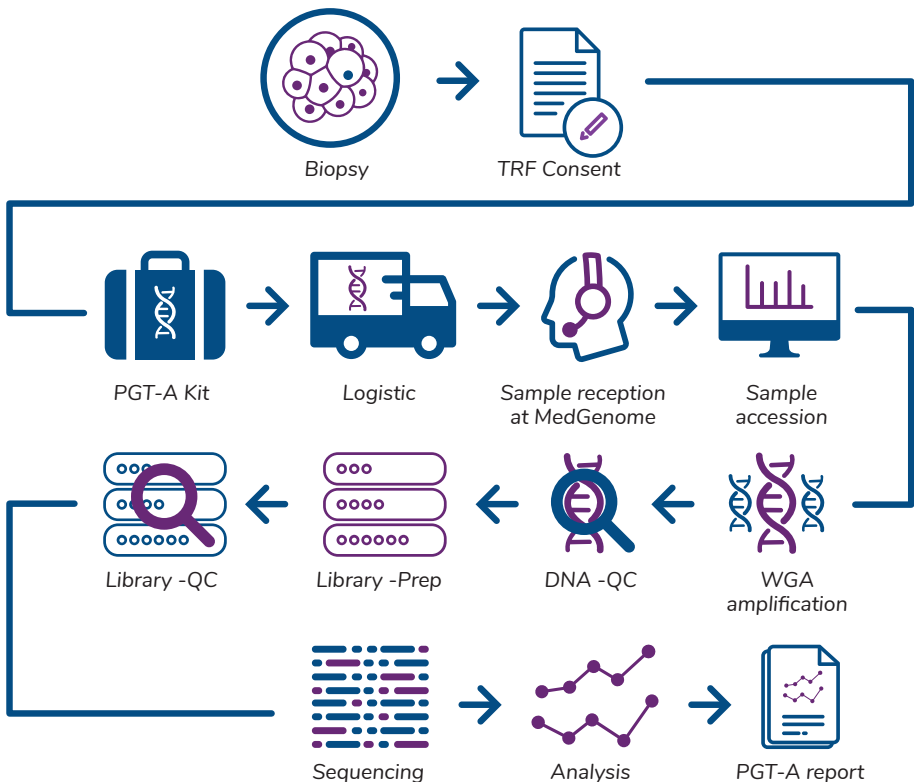 Biopsy
TRF Consent
PGT-A Kit
Logistic
Sample reception
at MedGenome
Sample
accession
Library -QC
Library -Prep
DNA -QC
WGA
amplification
Sequencing
Analysis
PGT-A report